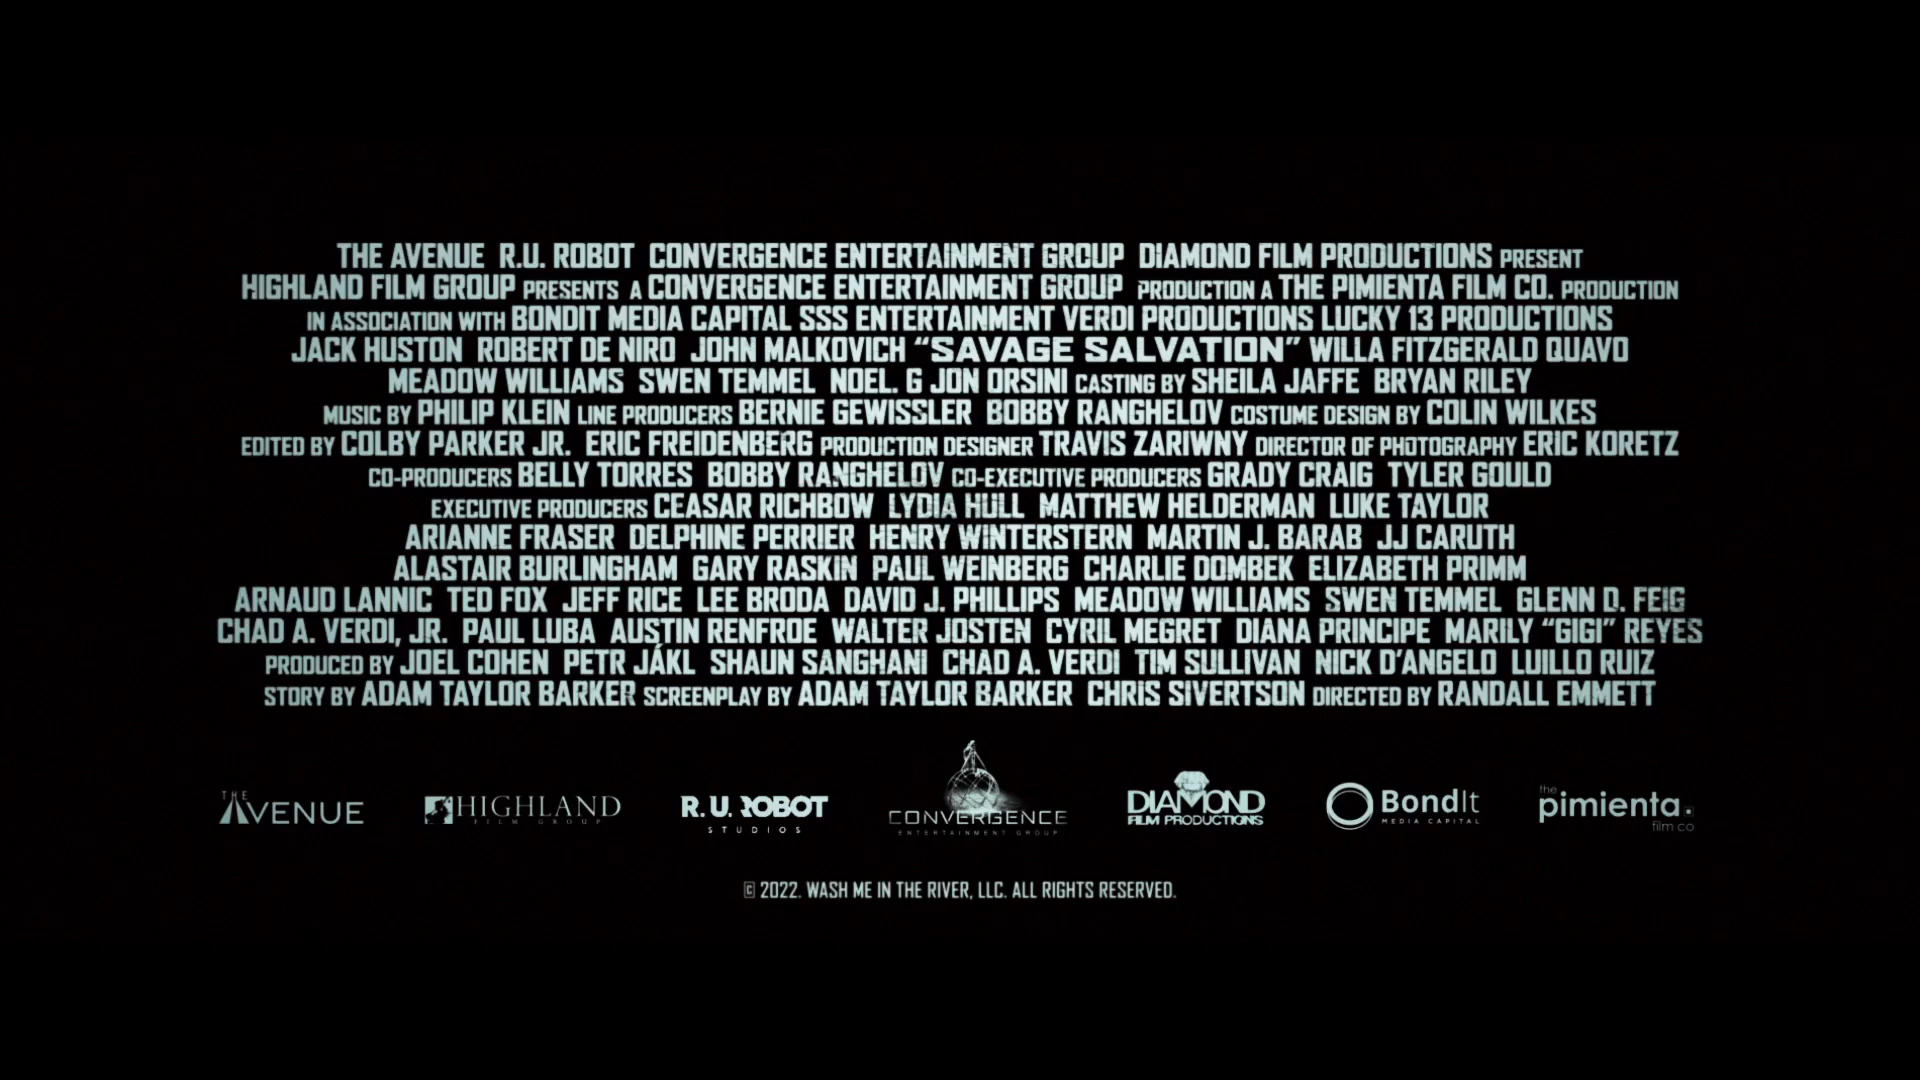 THE AVENUE R.U. ROBOT CONVERGENCE ENTERTAINMENT GROUP DIAMOND FILM PRODUCTIONS PRESENT
HIGHLAND FILM GROUP PRESENTS A CONVERGENCE ENTERTAINMENT GROUP PRODUCTION A THE PIMIENTA FILM CO. PRODUCTION
IN ASSOCIATION WITH BONDIT MEDIA CAPITAL SSS ENTERTAINMENT VERDI PRODUCTIONS LUCKY 13 PRODUCTIONS
JACK HUSTON ROBERT DE NIRO JOHN MALKOVICH “SAVAGE SALVATION” WILLA FITZGERALD QUAVO
MEADOW WILLIAMS SWEN TEMMEL NOEL. G JON ORSINI CASTING BY SHEILA JAFFE BRYAN RILEY
MUSIC BY PHILIP KLEIN LINE PRODUCERS BERNIE GEWISSLER BOBBY RANGHELOV COSTUME DESIGN BY COLIN WILKES
EDITED BY COLBY PARKER JR. ERIC FREIDENBERG PRODUCTION DESIGNER TRAVIS ZARIWNY DIRECTOR OF PHOTOGRAPHY ERIC KORETZ
CO-PRODUCERS BELLY TORRES BOBBY RANGHELOV CO-EXECUTIVE PRODUCERS GRADY CRAIG TYLER GOULD
EXECUTIVE PRODUCERS CEASAR RICHBOW LYDIA HULL MATTHEW HELDERMAN LUKE TAYLOR
ARIANNE FRASER DELPHINE PERRIER HENRY WINTERSTERN MARTIN J. BARAB JJ CARUTH
ALASTAIR BURLINGHAM GARY RASKIN PAUL WEINBERG CHARLIE DOMBEK ELIZABETH PRIMM
ARNAUD LANNIC TED FOX JEFF RICE LEE BRODA DAVID J. PHILLIPS MEADOW WILLIAMS SWEN TEMMEL GLENN D. FEIG
CHAD A. VERDI, JR. PAUL LUBA AUSTIN RENFROE WALTER JOSTEN CYRIL MEGRET DIANA PRINCIPE MARILY “GIGI” REYES
PRODUCED BY JOEL COHEN PETR JÁKL SHAUN SANGHANI CHAD A. VERDI TIM SULLIVAN NICK D’ANGELO LUILLO RUIZ
STORY BY ADAM TAYLOR BARKER SCREENPLAY BY ADAM TAYLOR BARKER CHRIS SIVERTSON DIRECTED BY RANDALL EMMETT
THE AVENUE
HIGHLAND
FILM GROUP
R. U. ROBOT
STUDIOS
CONVERGENCE
ENTERTAINMENT GROUP
DIAMOND
FILM PRODUCTIONS
BondIt
MEDIA CAPITAL
the
pimienta.
film co
© 2022. WASH ME IN THE RIVER, LLC. ALL RIGHTS RESERVED.